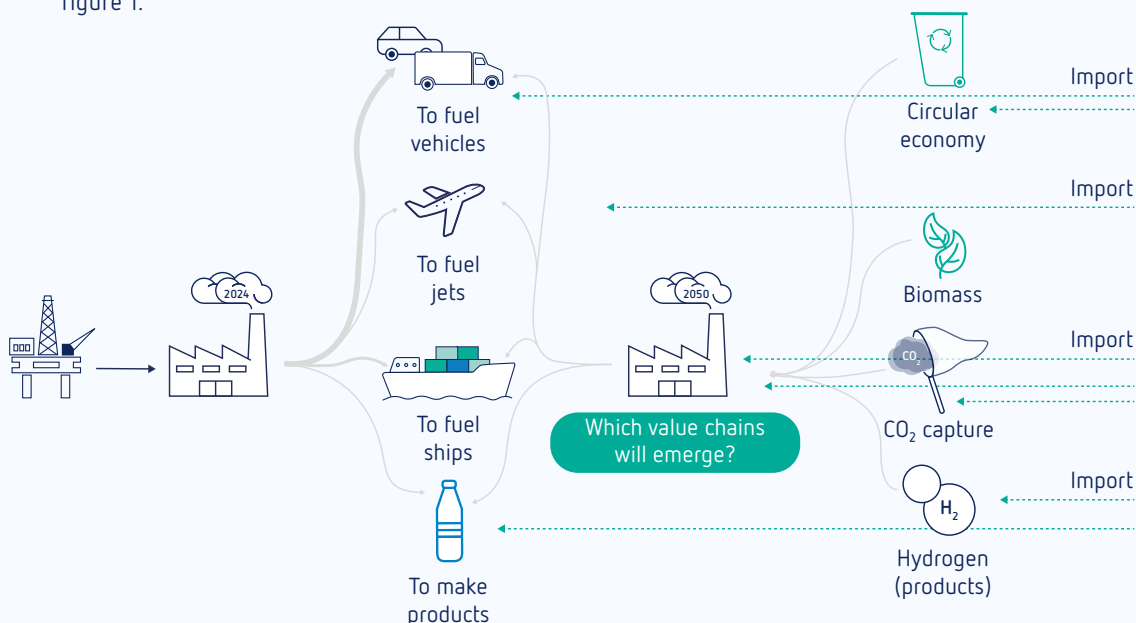 figure 1.
To fuel
vehicles
To fuel
jets
2024
To fuel
ships
To make
products
2050
Which value chains
will emerge?
Circular
economy
Biomass
CO₂
CO₂ capture
H₂
Hydrogen
(products)
Import
Import
Import
Import